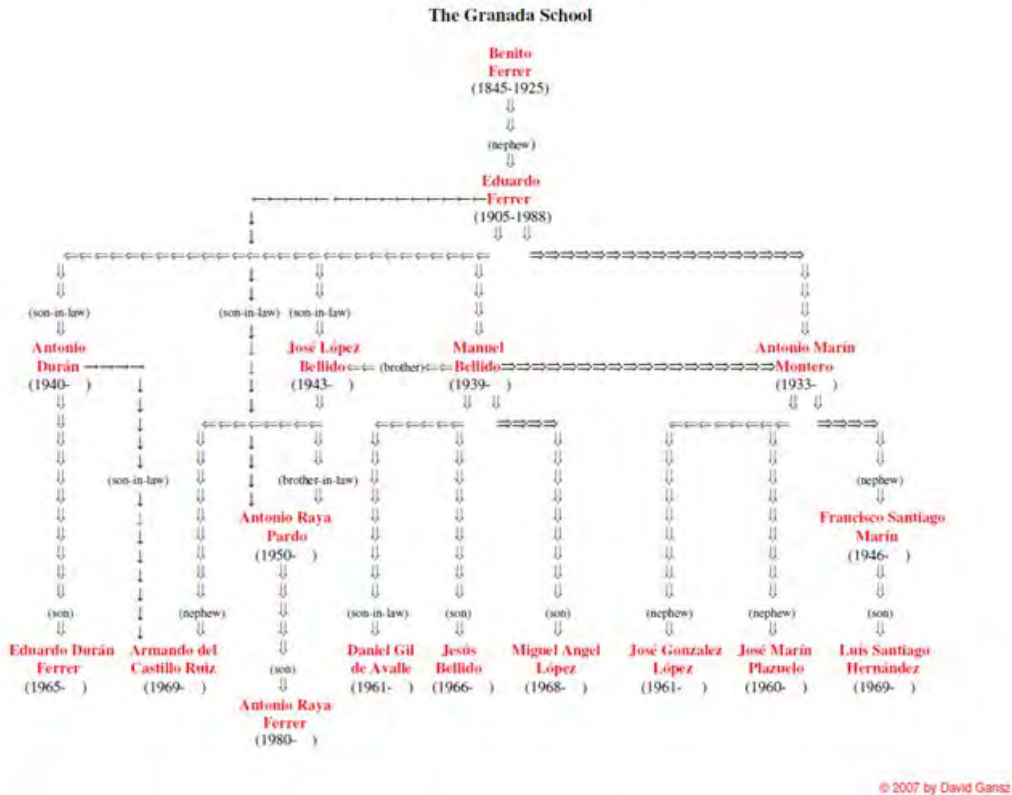 The Granada School
Benito
Ferrer
(1845-1925)
(nephew)
Eduardo
Ferrer
(1905-1988)
(son-in-law) (son-in-law) (son-in-law)
Antonio
Durán
(1940- )
José López
Bellido
(1943- )
(brother)
Manuel
Bellido
(1939- )
Antonio Marín
Montero
(1933- )
(son-in-law)
(brother-in-law)
(nephew)
Antonio Raya
Pardo
(1950- )
Francisco Santiago
Marín
(1946- )
(son)
Eduardo Durán
Ferrer
(1965- )
(nephew)
Armando del
Castillo Ruiz
(1969- )
(son)
Antonio Raya
Ferrer
(1980- )
(son-in-law)
Daniel Gil
de Avalle
(1961- )
(son)
Jesús
Bellido
(1966- )
(son)
Miguel Angel
López
(1968- )
(nephew)
José Gonzalez
López
(1961- )
(nephew)
José Marín
Plazuelo
(1960- )
(son)
Luis Santiago
Hernández
(1969- )
© 2007 by David Gansz